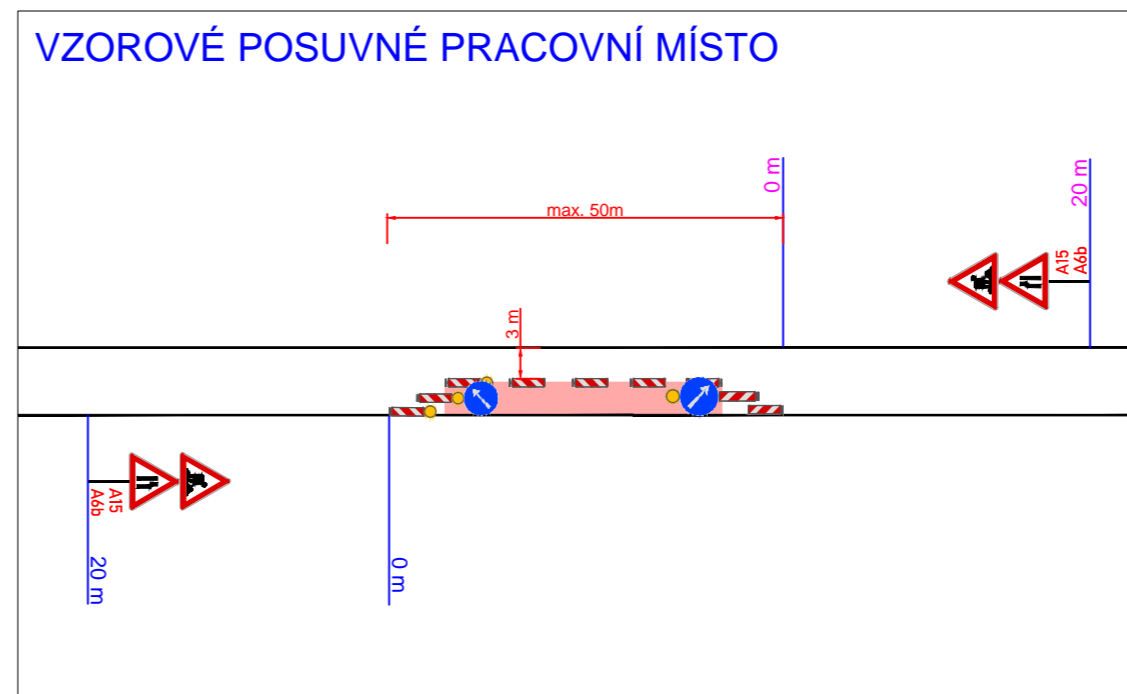 VZOROVÉ POSUVNÉ PRACOVNÍ MÍSTO
0 m
20 m
max. 50m
A15
A6b
3 m
A15
A6b
20 m
0 m